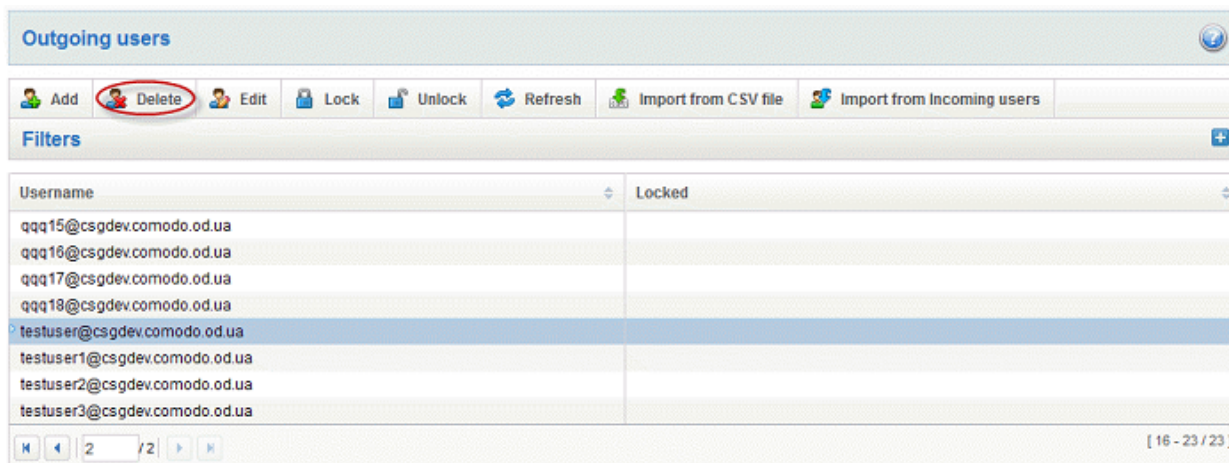 Outgoing users
Add Delete Edit Lock Unlock Refresh Import from CSV file Import from Incoming users
Filters
Username Locked
qqq15@csgdev.comodo.od.ua
qqq16@csgdev.comodo.od.ua
qqq17@csgdev.comodo.od.ua
qqq18@csgdev.comodo.od.ua
testuser@csgdev.comodo.od.ua
testuser1@csgdev.comodo.od.ua
testuser2@csgdev.comodo.od.ua
testuser3@csgdev.comodo.od.ua
2 / 2 [ 16 - 23 / 23 ]